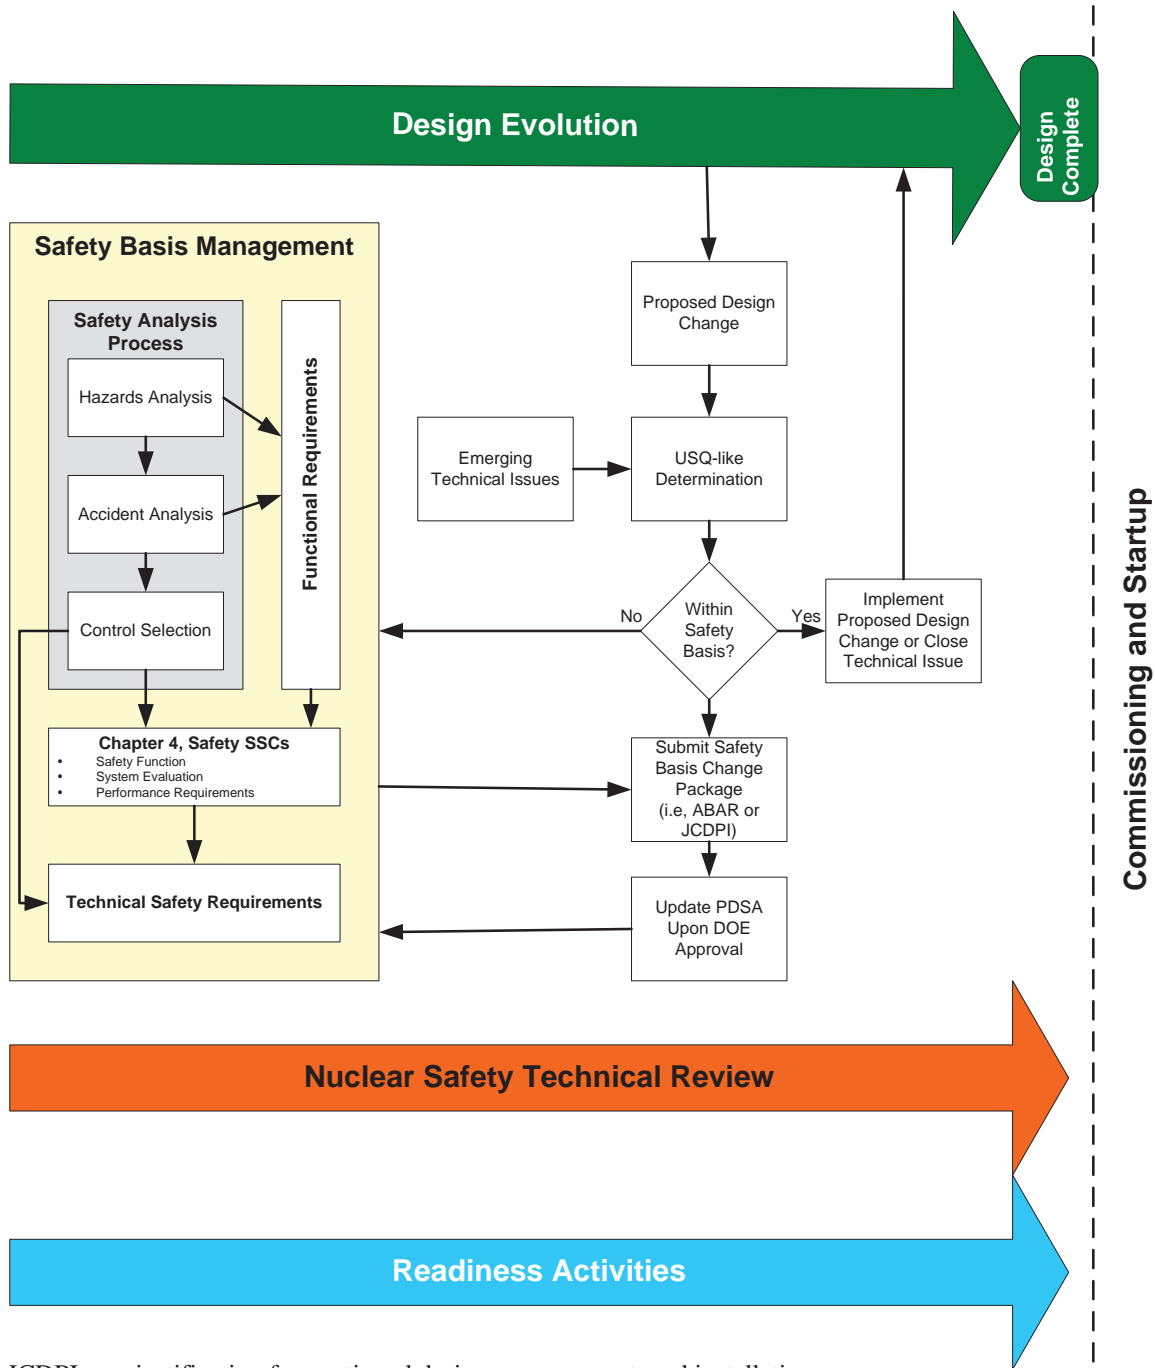 Design Evolution
Design
Complete
Safety Basis Management
Safety Analysis
Process
Hazards Analysis
Accident Analysis
Control Selection
Functional Requirements
Chapter 4, Safety SSCs
• Safety Function
• System Evaluation
• Performance Requirements
Technical Safety Requirements
Proposed Design
Change
Emerging
Technical Issues
USQ-like
Determination
No
Within
Safety
Basis?
Yes
Implement
Proposed Design
Change or Close
Technical Issue
Submit Safety
Basis Change
Package
(i.e, ABAR or
JCDPI)
Update PDSA
Upon DOE
Approval
Commissioning and Startup
Nuclear Safety Technical Review
Readiness Activities